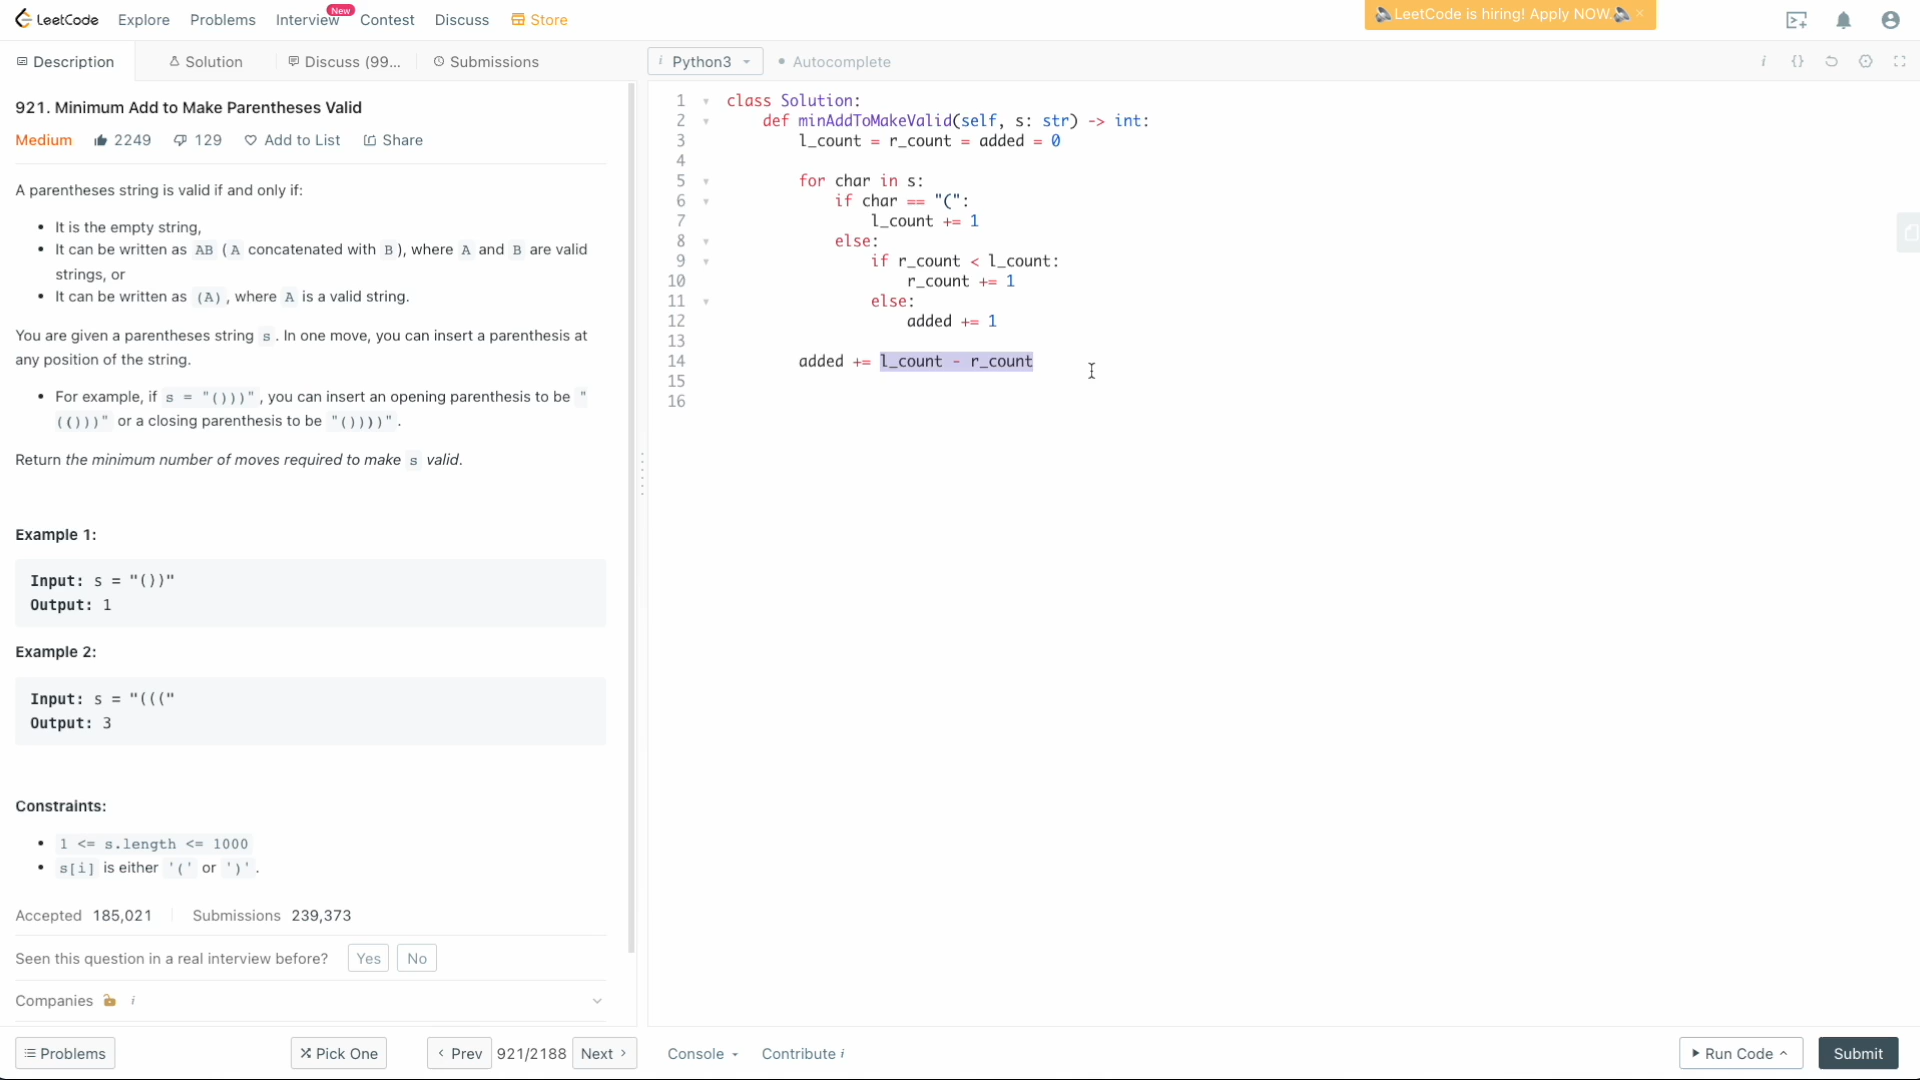 LeetCode Explore Problems Interview New Contest Discuss Store
LeetCode is hiring! Apply NOW. ×
Description Solution Discuss (99... Submissions
Python3 Autocomplete i {}
921. Minimum Add to Make Parentheses Valid
Medium 2249 129 Add to List Share
A parentheses string is valid if and only if:
• It is the empty string,
• It can be written as AB (A concatenated with B), where A and B are valid
strings, or
• It can be written as (A), where A is a valid string.
You are given a parentheses string s. In one move, you can insert a parenthesis at
any position of the string.
• For example, if s = "()))", you can insert an opening parenthesis to be "
(()))" or a closing parenthesis to be "())))".
Return the minimum number of moves required to make s valid.
Example 1:
Input: s = "())"
Output: 1
Example 2:
Input: s = "((("
Output: 3
Constraints:
• 1 <= s.length <= 1000
• s[i] is either '(' or ')'.
Accepted 185,021 Submissions 239,373
Seen this question in a real interview before? Yes No
Companies i
1 class Solution:
2 def minAddToMakeValid(self, s: str) -> int:
3 l_count = r_count = added = 0
4
5 for char in s:
6 if char == "(":
7 l_count += 1
8 else:
9 if r_count < l_count:
10 r_count += 1
11 else:
12 added += 1
13
14 added += l_count - r_count
15
16
Problems Pick One Prev 921/2188 Next Console Contribute i Run Code Submit